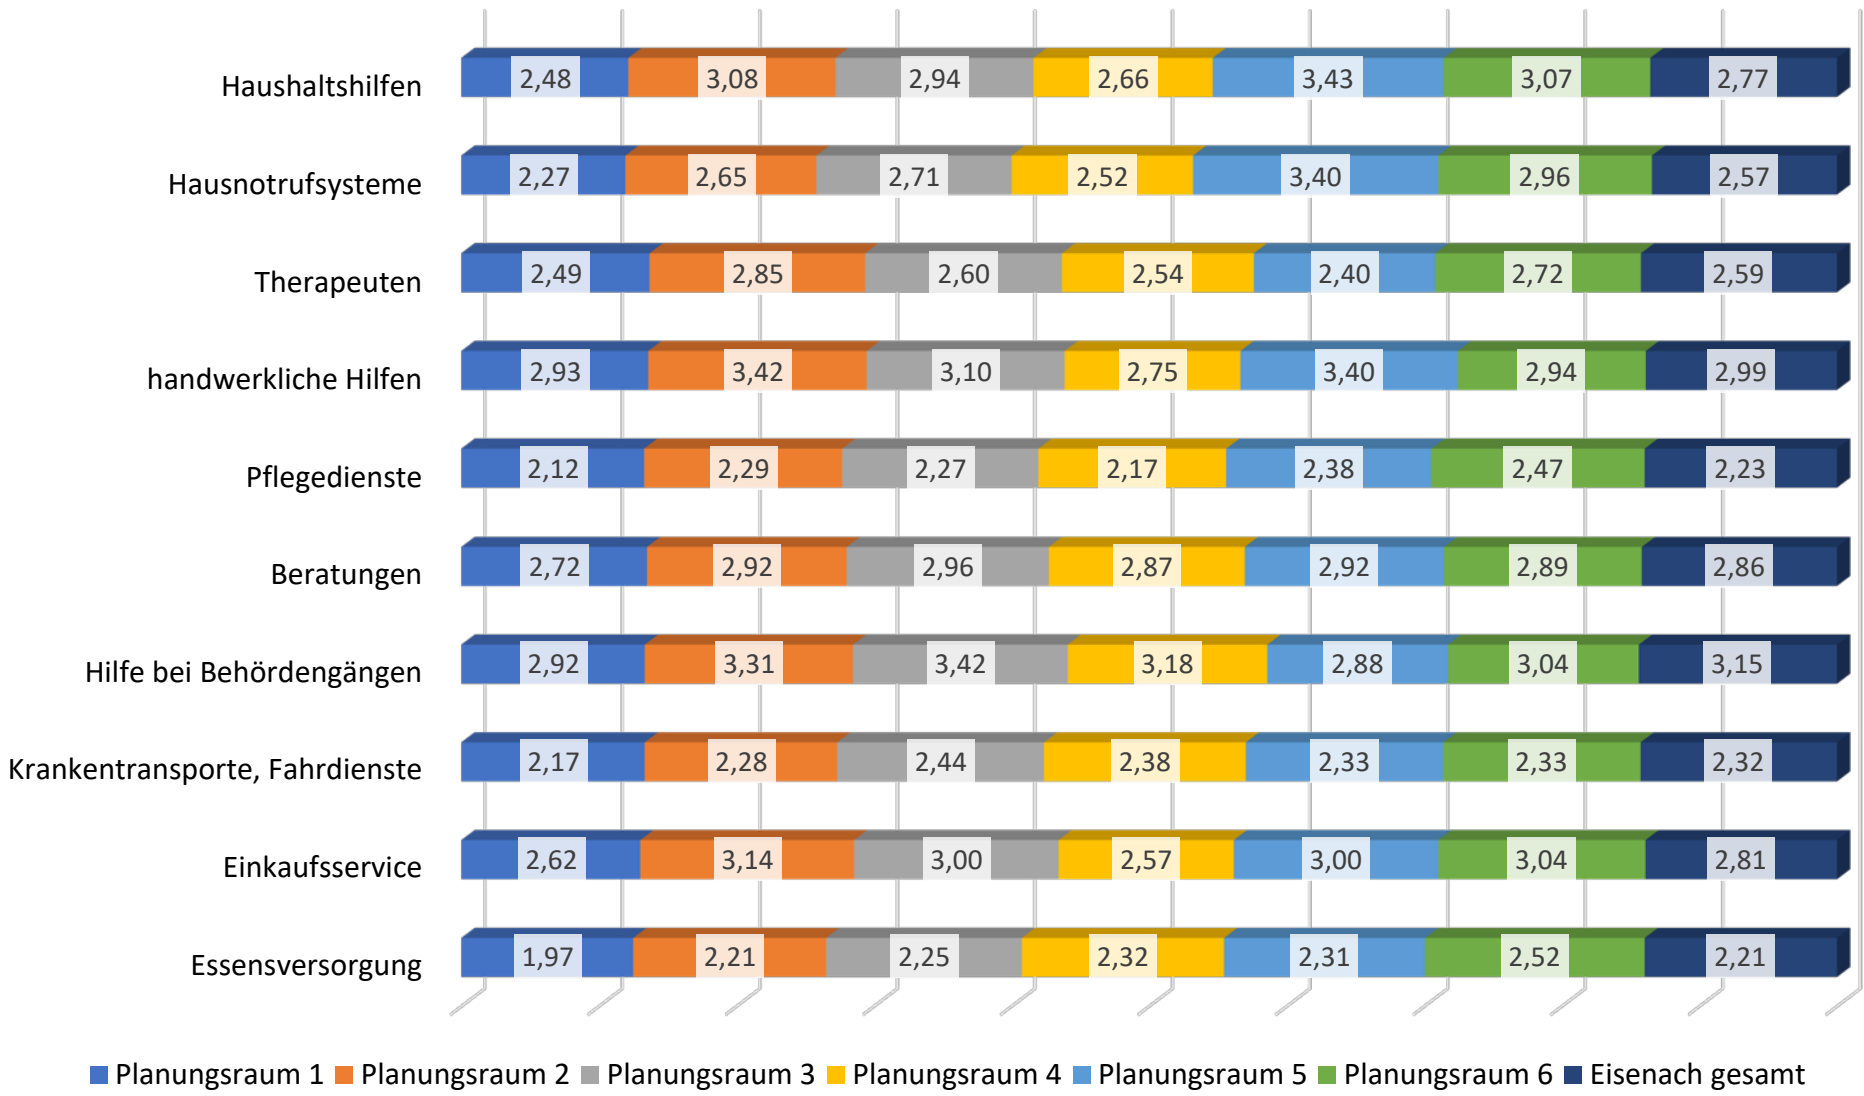 Haushaltshilfen 2,48 3,08 2,94 2,66 3,43 3,07 2,77
Hausnotrufsysteme 2,27 2,65 2,71 2,52 3,40 2,96 2,57
Therapeuten 2,49 2,85 2,60 2,54 2,40 2,72 2,59
handwerkliche Hilfen 2,93 3,42 3,10 2,75 3,40 2,94 2,99
Pflegedienste 2,12 2,29 2,27 2,17 2,38 2,47 2,23
Beratungen 2,72 2,92 2,96 2,87 2,92 2,89 2,86
Hilfe bei Behördengängen 2,92 3,31 3,42 3,18 2,88 3,04 3,15
Krankentransporte, Fahrdienste 2,17 2,28 2,44 2,38 2,33 2,33 2,32
Einkaufsservice 2,62 3,14 3,00 2,57 3,00 3,04 2,81
Essensversorgung 1,97 2,21 2,25 2,32 2,31 2,52 2,21
Planungsraum 1 Planungsraum 2 Planungsraum 3 Planungsraum 4 Planungsraum 5 Planungsraum 6 Eisenach gesamt